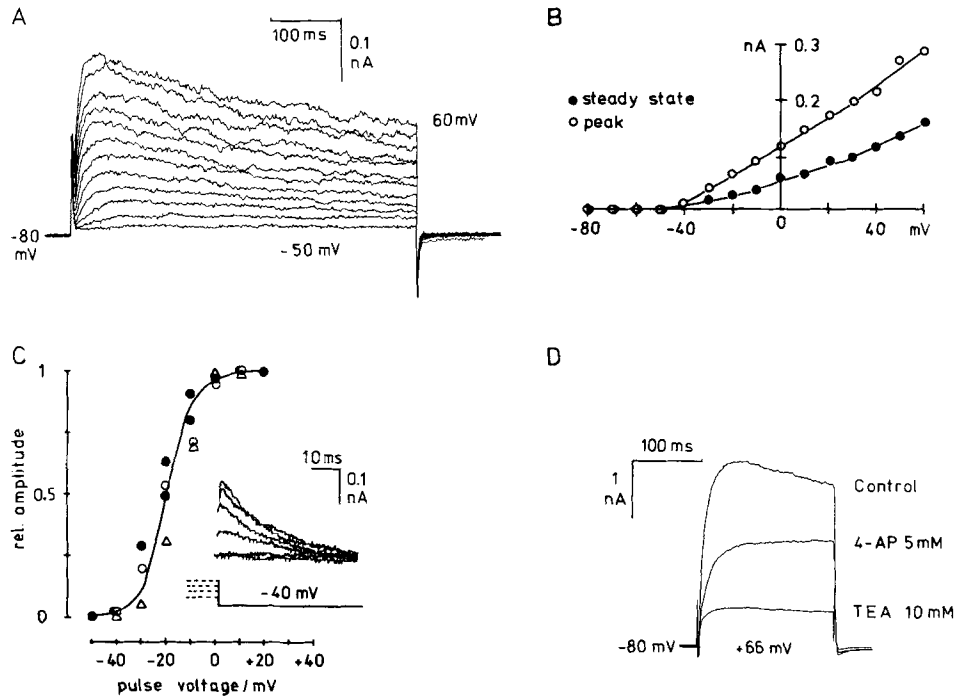 A
100 ms
0.1
nA
60 mV
-80
mV
-50 mV
B
nA
0.3
0.2
● steady state
○ peak
-80
-40
0
40
mV
C
1
0.5
0
rel. amplitude
10 ms
0.1
nA
-40 mV
-40
-20
0
+20
+40
pulse voltage/mV
D
100 ms
1
nA
Control
4-AP 5mM
TEA 10 mM
-80 mV
+66 mV